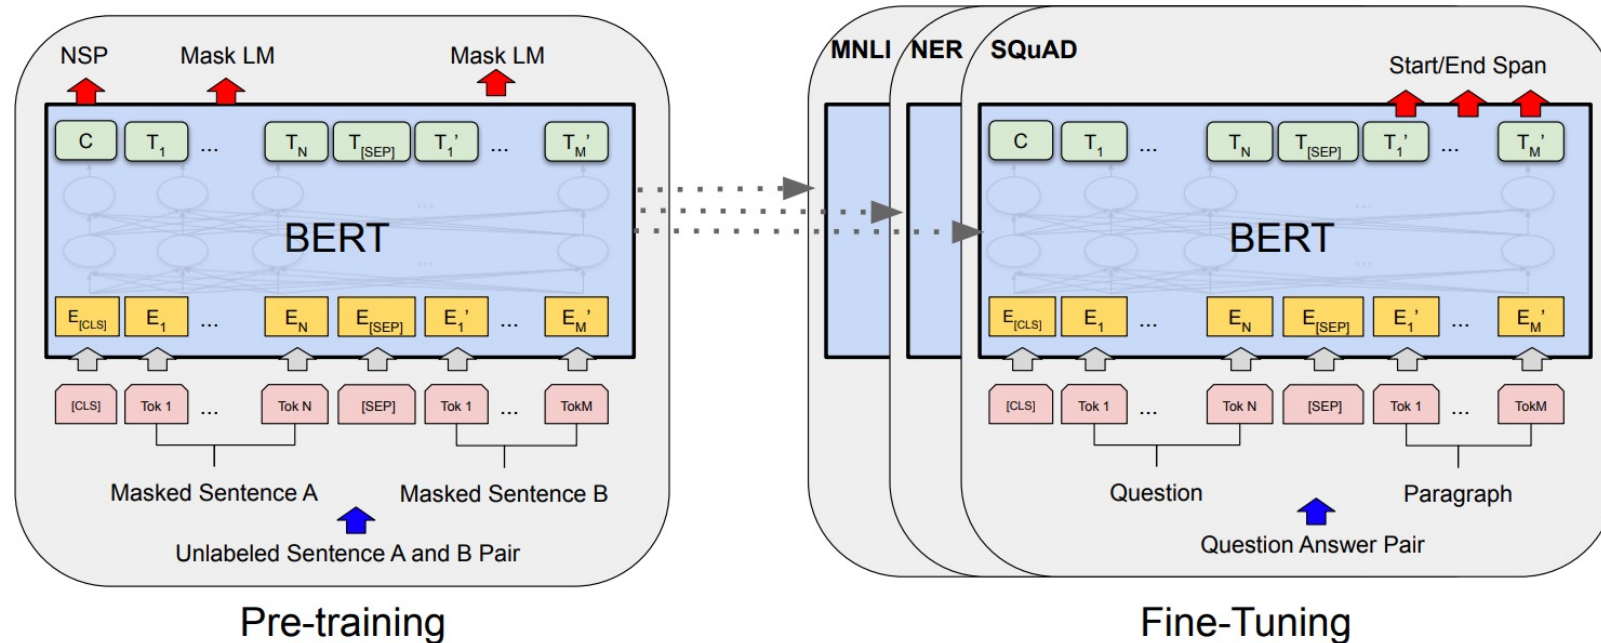 NSP Mask LM Mask LM
C T1 ... TN T[SEP] T1' ... TM'
...
BERT
...
E[CLS] E1 ... EN E[SEP] E1' ... EM'
[CLS] Tok 1 ... Tok N [SEP] Tok 1 ... TokM
Masked Sentence A Masked Sentence B
Unlabeled Sentence A and B Pair
Pre-training
MNLI NER SQuAD
Start/End Span
C T1 ... TN T[SEP] T1' ... TM'
...
BERT
...
E[CLS] E1 ... EN E[SEP] E1' ... EM'
[CLS] Tok 1 ... Tok N [SEP] Tok 1 ... TokM
Question Paragraph
Question Answer Pair
Fine-Tuning